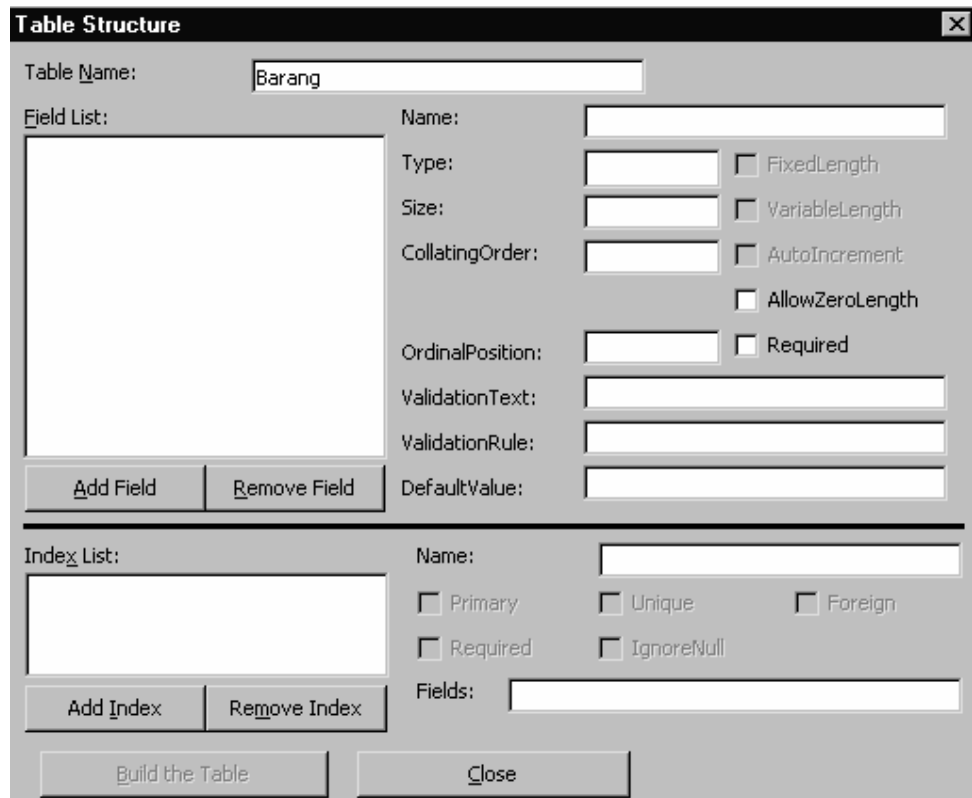 Table Structure
Table Name: Barang
Field List:
Name:
Type:
FixedLength
Size:
VariableLength
CollatingOrder:
AutoIncrement
AllowZeroLength
OrdinalPosition:
Required
ValidationText:
ValidationRule:
Add Field
Remove Field
DefaultValue:
Index List:
Name:
Primary
Unique
Foreign
Required
IgnoreNull
Add Index
Remove Index
Fields:
Build the Table
Close